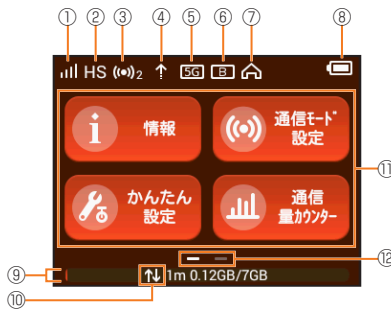 ① ② ③ ④ ⑤ ⑥ ⑦ ⑧
HS 2 5G B
情報
通信モード
設定
かんたん
設定
通信
量カウンター
⑪
⑫
⑨
⑩
1m 0.12GB/7GB